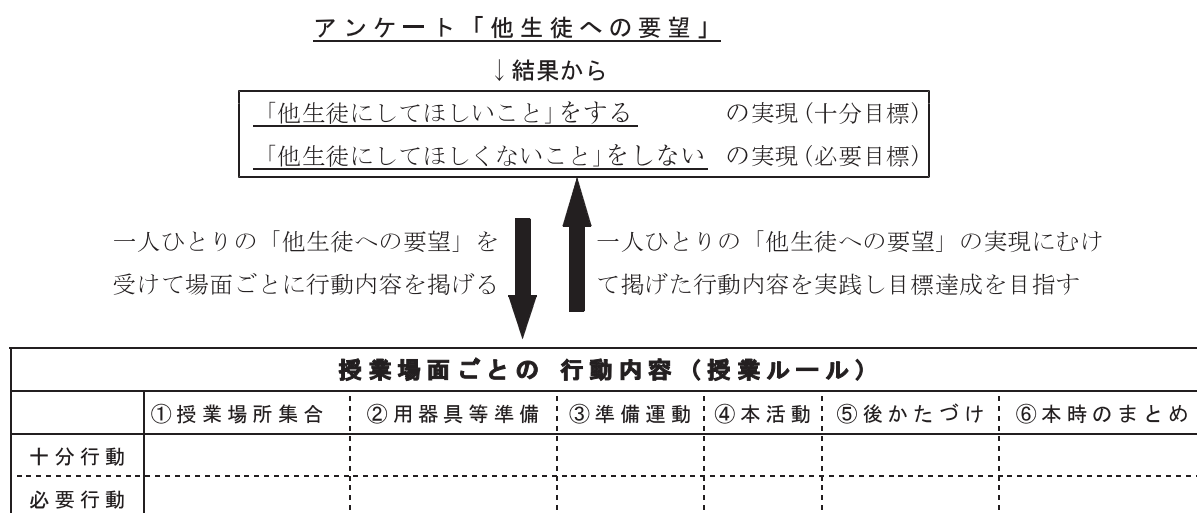 アンケート「他生徒への要望」
↓結果から
「他生徒にしてほしいこと」をする の実現(十分目標)
「他生徒にしてほしくないこと」をしない の実現(必要目標)
一人ひとりの「他生徒への要望」を
受けて場面ごとに行動内容を掲げる
一人ひとりの「他生徒への要望」の実現にむけ
て掲げた行動内容を実践し目標達成を目指す
授業場面ごとの 行動内容(授業ルール)
①授業場所集合 ②用器具等準備 ③準備運動 ④本活動 ⑤後かたづけ ⑥本時のまとめ
十分行動
必要行動